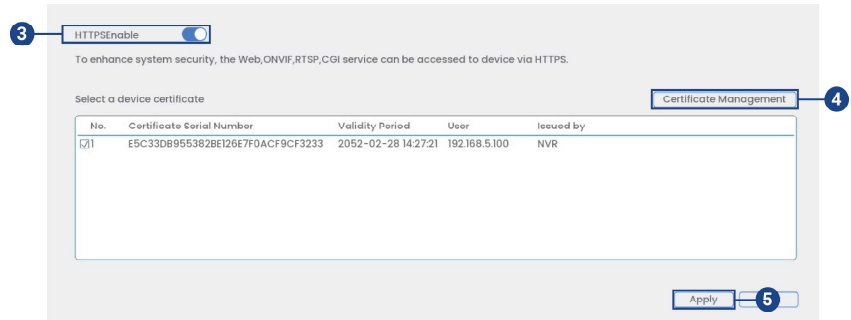 3
HTTPSEnable
To enhance system security, the Web,ONVIF,RTSP,CGI service can be accessed to device via HTTPS.
Select a device certificate
Certificate Management
4
No. Certificate Serial Number Validity Period User Issued by
1 E5C33DB955382BE126E7F0ACF9CF3233 2052-02-28 14:27:21 192.168.5.100 NVR
Apply
5